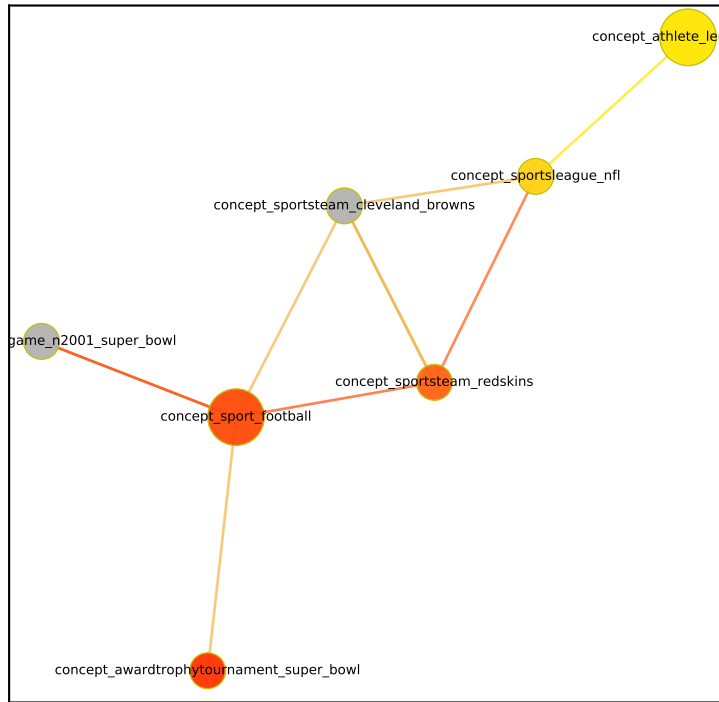 concept_athlete_le
concept_sportsleague_nfl
concept_sportsteam_cleveland_browns
game_n2001_super_bowl
concept_sportsteam_redskins
concept_sport_football
concept_awardtrophytournament_super_bowl